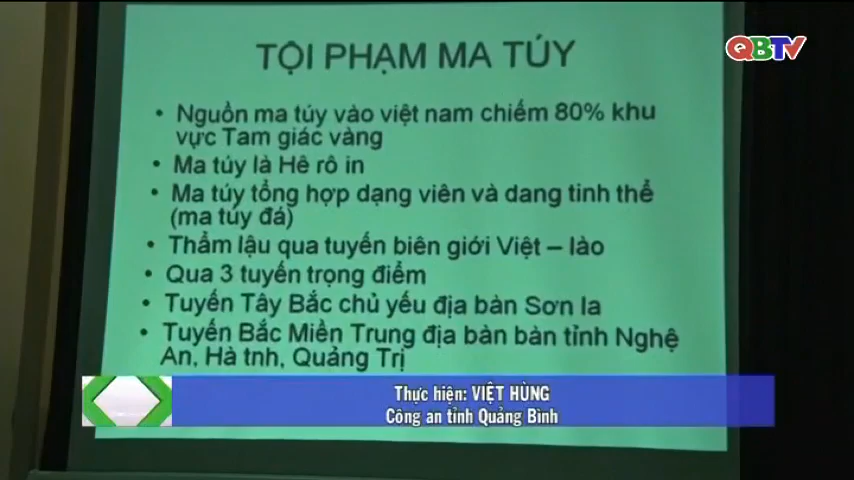 QBTV
TỘI PHẠM MA TÚY
• Nguồn ma túy vào việt nam chiếm 80% khu
vực Tam giác vàng
• Ma túy là Hê rô in
• Ma túy tổng hợp dạng viên và dang tinh thể
(ma túy đá)
• Thẩm lậu qua tuyến biên giới Việt – lào
• Qua 3 tuyến trọng điểm
• Tuyến Tây Bắc chủ yếu địa bàn Sơn la
• Tuyến Bắc Miền Trung địa bàn bàn tỉnh Nghệ
An, Hà tnh, Quảng Trị
Thực hiện: VIỆT HÙNG
Công an tỉnh Quảng Bình